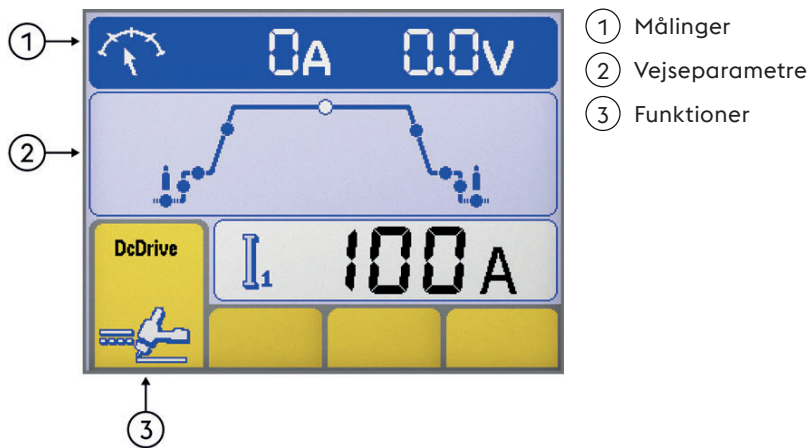 1
0A 0.0V
2
DcDrive
I1 100A
3
1 Målinger
2 Vejseparametre
3 Funktioner